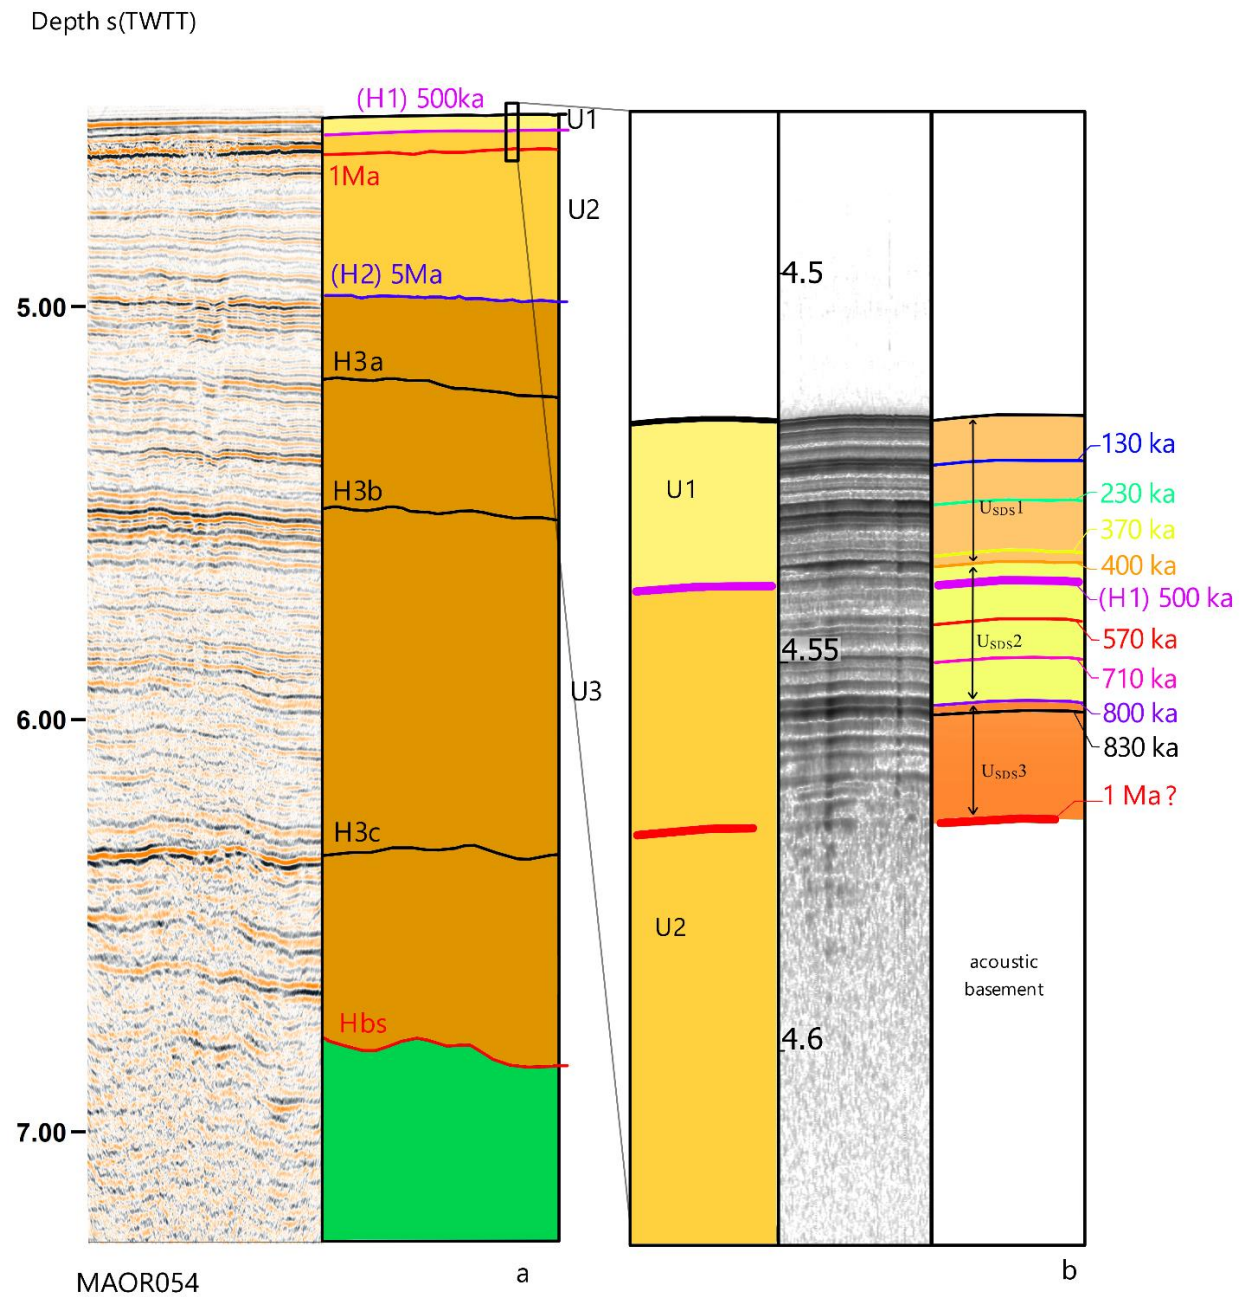 Depth s(TWTT)
(H1) 500ka
U1
1Ma
U2
(H2) 5Ma
5.00
H3a
H3b
U3
6.00
H3c
Hbs
7.00
MAOR054
a
4.5
U1
130 ka
230 ka
USDS1
370 ka
400 ka
(H1) 500 ka
570 ka
USDS2
4.55
710 ka
800 ka
830 ka
USDS3
1 Ma?
U2
acoustic
basement
4.6
b